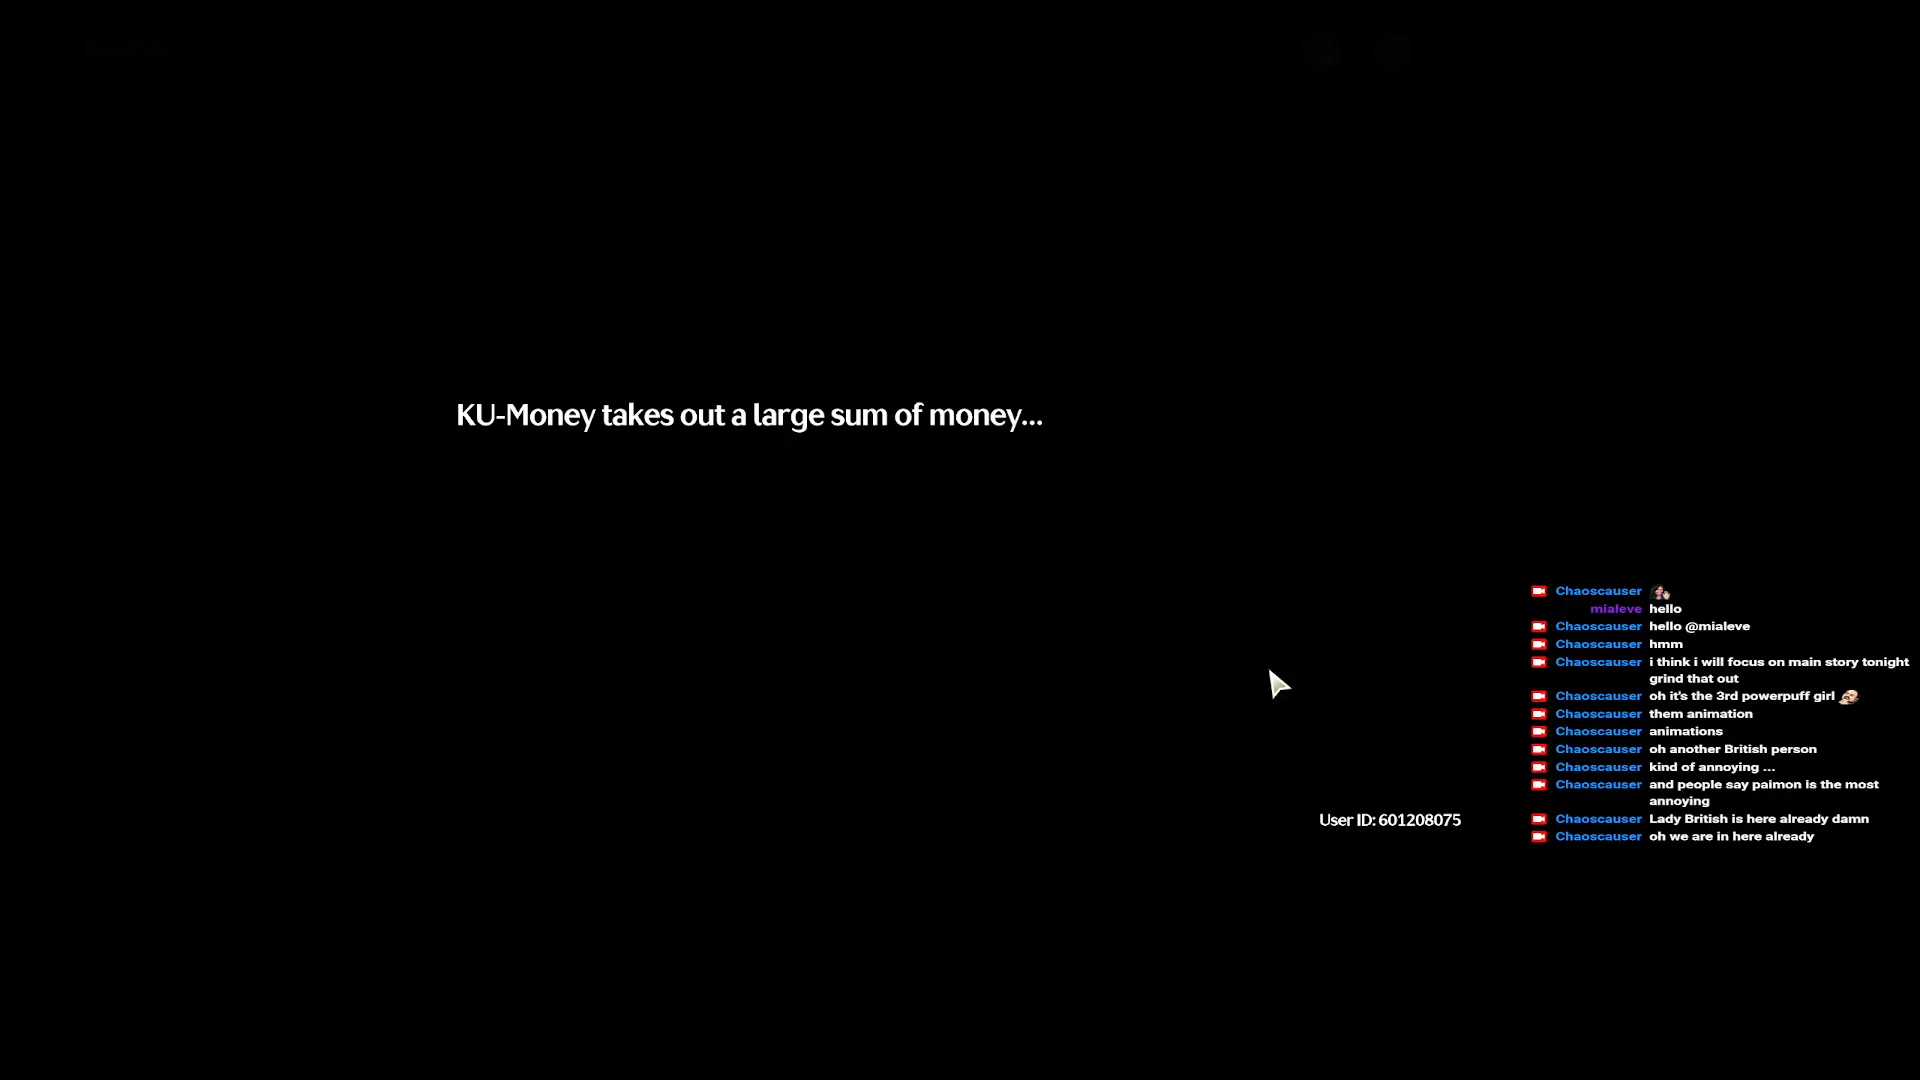 KU-Money takes out a large sum of money...
Chaoscauser
mialeve hello
Chaoscauser hello @mialeve
Chaoscauser hmm
Chaoscauser i think i will focus on main story tonight
grind that out
Chaoscauser oh it's the 3rd powerpuff girl
Chaoscauser them animation
Chaoscauser animations
Chaoscauser oh another British person
Chaoscauser kind of annoying ...
Chaoscauser and people say paimon is the most
annoying
Chaoscauser Lady British is here already damn
Chaoscauser oh we are in here already
User ID: 601208075